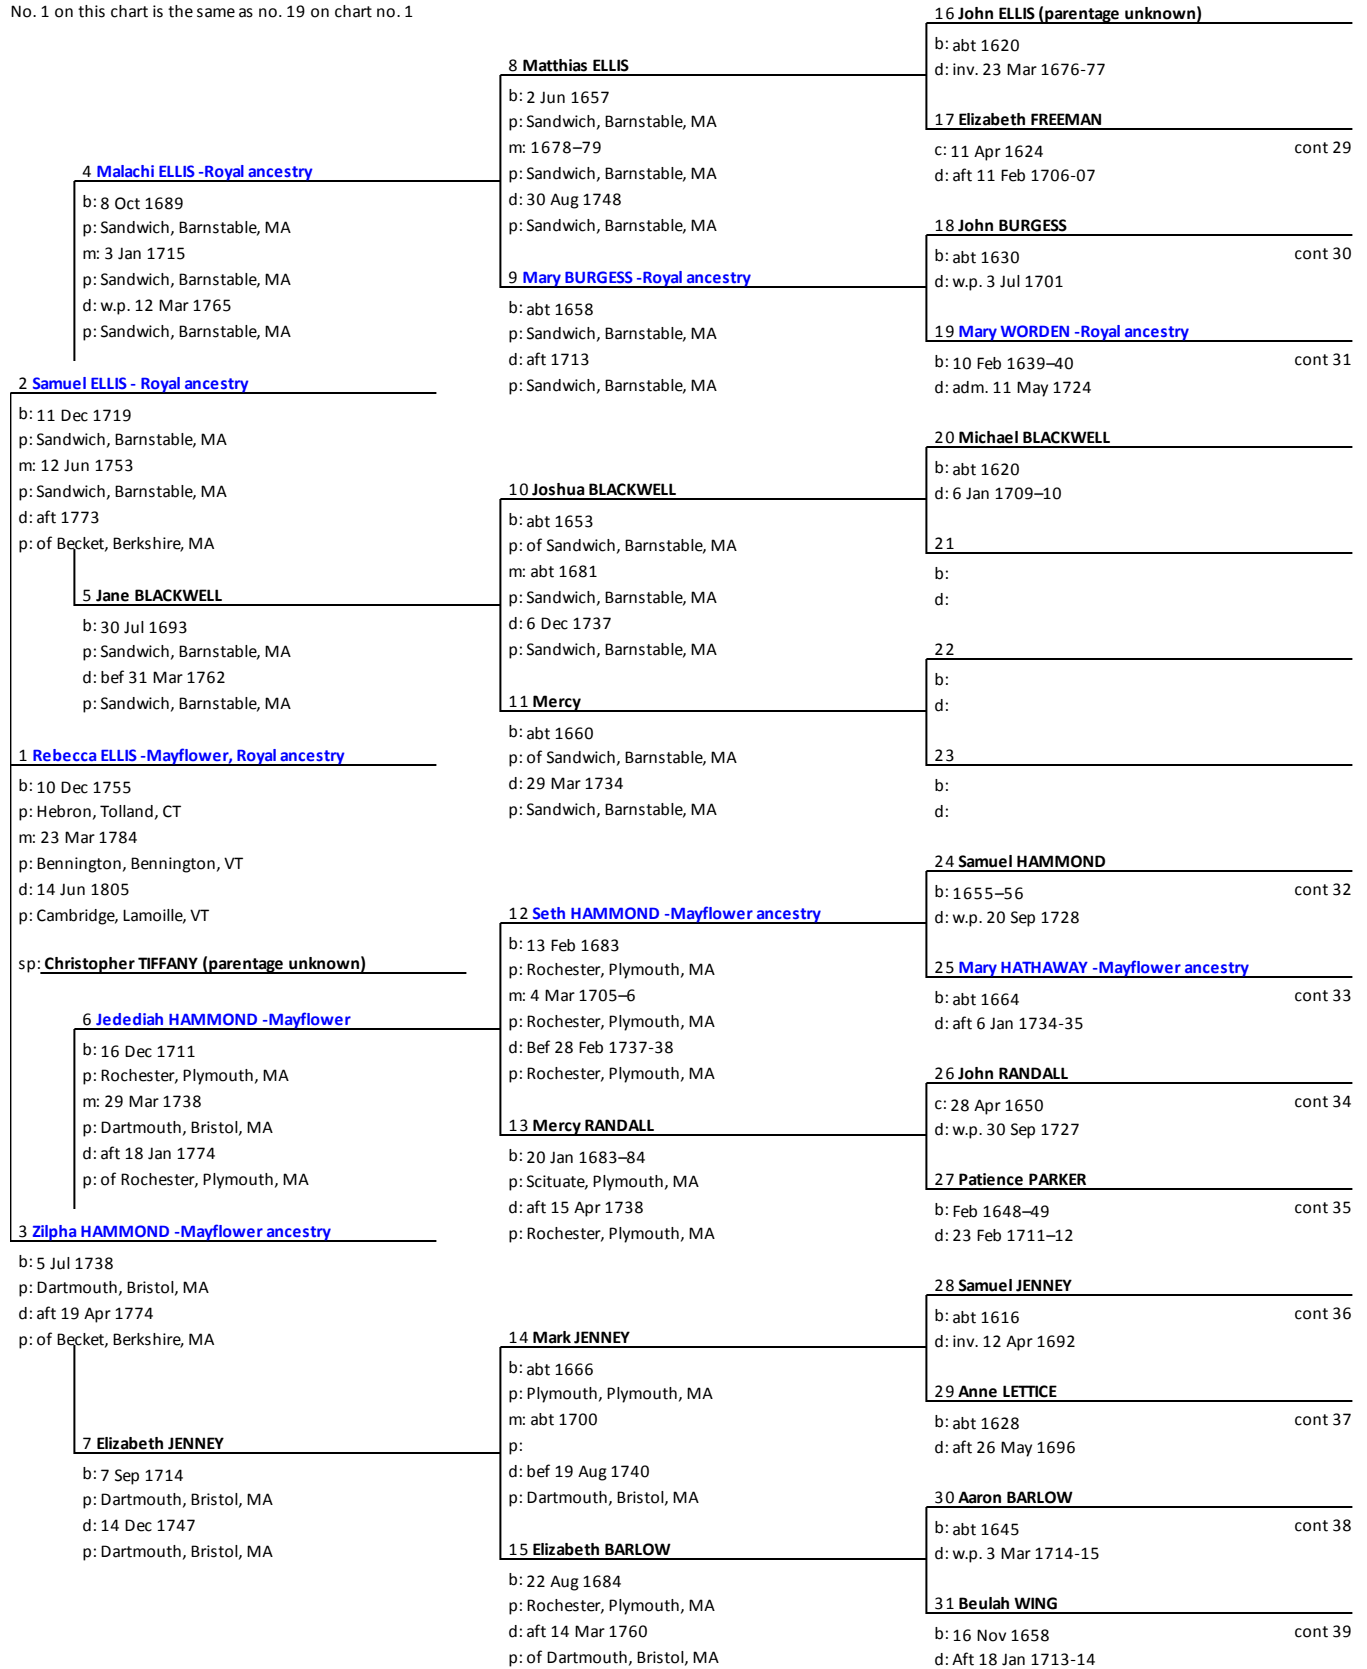 No. 1 on this chart is the same as no. 19 on chart no. 1
16 John ELLIS (parentage unknown)
b: abt 1620
d: inv. 23 Mar 1676-77
8 Matthias ELLIS
b: 2 Jun 1657
p: Sandwich, Barnstable, MA
m: 1678–79
p: Sandwich, Barnstable, MA
d: 30 Aug 1748
p: Sandwich, Barnstable, MA
17 Elizabeth FREEMAN
c: 11 Apr 1624 cont 29
d: aft 11 Feb 1706-07
4 Malachi ELLIS -Royal ancestry
b: 8 Oct 1689
p: Sandwich, Barnstable, MA
m: 3 Jan 1715
p: Sandwich, Barnstable, MA
d: w.p. 12 Mar 1765
p: Sandwich, Barnstable, MA
18 John BURGESS
b: abt 1630 cont 30
d: w.p. 3 Jul 1701
9 Mary BURGESS -Royal ancestry
b: abt 1658
p: Sandwich, Barnstable, MA
d: aft 1713
p: Sandwich, Barnstable, MA
19 Mary WORDEN -Royal ancestry
b: 10 Feb 1639–40 cont 31
d: adm. 11 May 1724
2 Samuel ELLIS - Royal ancestry
b: 11 Dec 1719
p: Sandwich, Barnstable, MA
m: 12 Jun 1753
p: Sandwich, Barnstable, MA
d: aft 1773
p: of Becket, Berkshire, MA
20 Michael BLACKWELL
b: abt 1620
d: 6 Jan 1709–10
10 Joshua BLACKWELL
b: abt 1653
p: of Sandwich, Barnstable, MA
m: abt 1681
p: Sandwich, Barnstable, MA
d: 6 Dec 1737
p: Sandwich, Barnstable, MA
21
b:
d:
5 Jane BLACKWELL
b: 30 Jul 1693
p: Sandwich, Barnstable, MA
d: bef 31 Mar 1762
p: Sandwich, Barnstable, MA
22
b:
d:
11 Mercy
b: abt 1660
p: of Sandwich, Barnstable, MA
d: 29 Mar 1734
p: Sandwich, Barnstable, MA
23
b:
d:
1 Rebecca ELLIS -Mayflower, Royal ancestry
b: 10 Dec 1755
p: Hebron, Tolland, CT
m: 23 Mar 1784
p: Bennington, Bennington, VT
d: 14 Jun 1805
p: Cambridge, Lamoille, VT
sp: Christopher TIFFANY (parentage unknown)
24 Samuel HAMMOND
b: 1655–56 cont 32
d: w.p. 20 Sep 1728
12 Seth HAMMOND -Mayflower ancestry
b: 13 Feb 1683
p: Rochester, Plymouth, MA
m: 4 Mar 1705–6
p: Rochester, Plymouth, MA
d: Bef 28 Feb 1737-38
p: Rochester, Plymouth, MA
25 Mary HATHAWAY -Mayflower ancestry
b: abt 1664 cont 33
d: aft 6 Jan 1734-35
6 Jedediah HAMMOND -Mayflower
b: 16 Dec 1711
p: Rochester, Plymouth, MA
m: 29 Mar 1738
p: Dartmouth, Bristol, MA
d: aft 18 Jan 1774
p: of Rochester, Plymouth, MA
26 John RANDALL
c: 28 Apr 1650 cont 34
d: w.p. 30 Sep 1727
13 Mercy RANDALL
b: 20 Jan 1683–84
p: Scituate, Plymouth, MA
d: aft 15 Apr 1738
p: Rochester, Plymouth, MA
27 Patience PARKER
b: Feb 1648–49 cont 35
d: 23 Feb 1711–12
3 Zilpha HAMMOND -Mayflower ancestry
b: 5 Jul 1738
p: Dartmouth, Bristol, MA
d: aft 19 Apr 1774
p: of Becket, Berkshire, MA
28 Samuel JENNEY
b: abt 1616 cont 36
d: inv. 12 Apr 1692
14 Mark JENNEY
b: abt 1666
p: Plymouth, Plymouth, MA
m: abt 1700
p:
d: bef 19 Aug 1740
p: Dartmouth, Bristol, MA
29 Anne LETTICE
b: abt 1628 cont 37
d: aft 26 May 1696
7 Elizabeth JENNEY
b: 7 Sep 1714
p: Dartmouth, Bristol, MA
d: 14 Dec 1747
p: Dartmouth, Bristol, MA
30 Aaron BARLOW
b: abt 1645 cont 38
d: w.p. 3 Mar 1714-15
15 Elizabeth BARLOW
b: 22 Aug 1684
p: Rochester, Plymouth, MA
d: aft 14 Mar 1760
p: of Dartmouth, Bristol, MA
31 Beulah WING
b: 16 Nov 1658 cont 39
d: Aft 18 Jan 1713-14